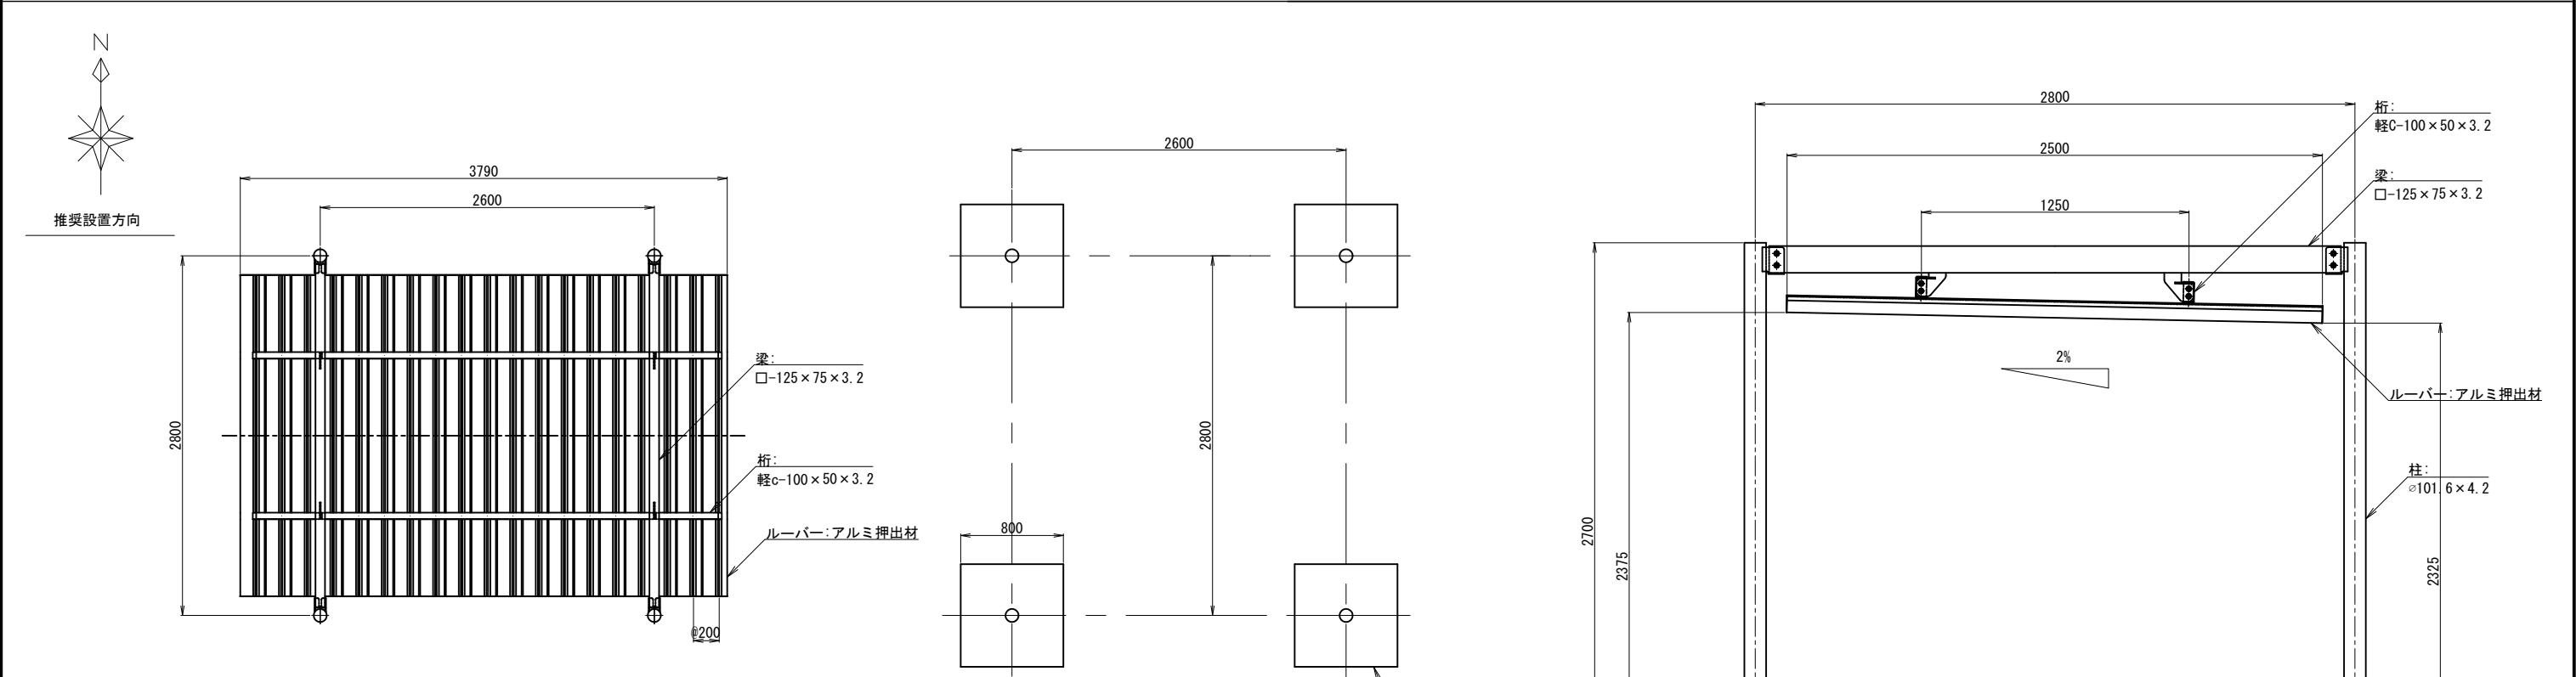 N
推奨設置方向
3790
2600
2800
梁:
□-125×75×3.2
桁:
軽c-100×50×3.2
ルーバー:アルミ押出材
@200
2600
2800
800
2800
2500
1250
桁:
軽C-100×50×3.2
梁:
□-125×75×3.2
2%
ルーバー:アルミ押出材
柱:
⌀101.6×4.2
2700
2375
2325